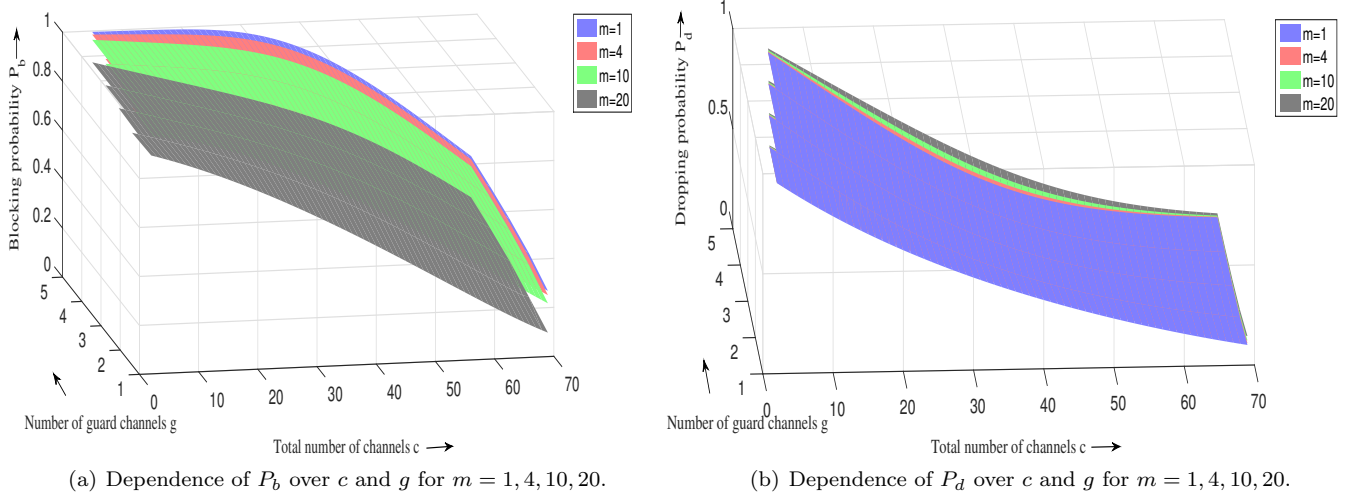 Blocking probability P_b
1
0.8
0.6
0.4
0.2
0
5
4
3
2
1
0
10
20
30
40
50
60
70
Number of guard channels g
Total number of channels c
m=1
m=4
m=10
m=20
(a) Dependence of P_b over c and g for m = 1, 4, 10, 20.
Dropping probability P_d
1
0.5
0
5
4
3
2
1
0
10
20
30
40
50
60
70
Number of guard channels g
Total number of channels c
m=1
m=4
m=10
m=20
(b) Dependence of P_d over c and g for m = 1, 4, 10, 20.